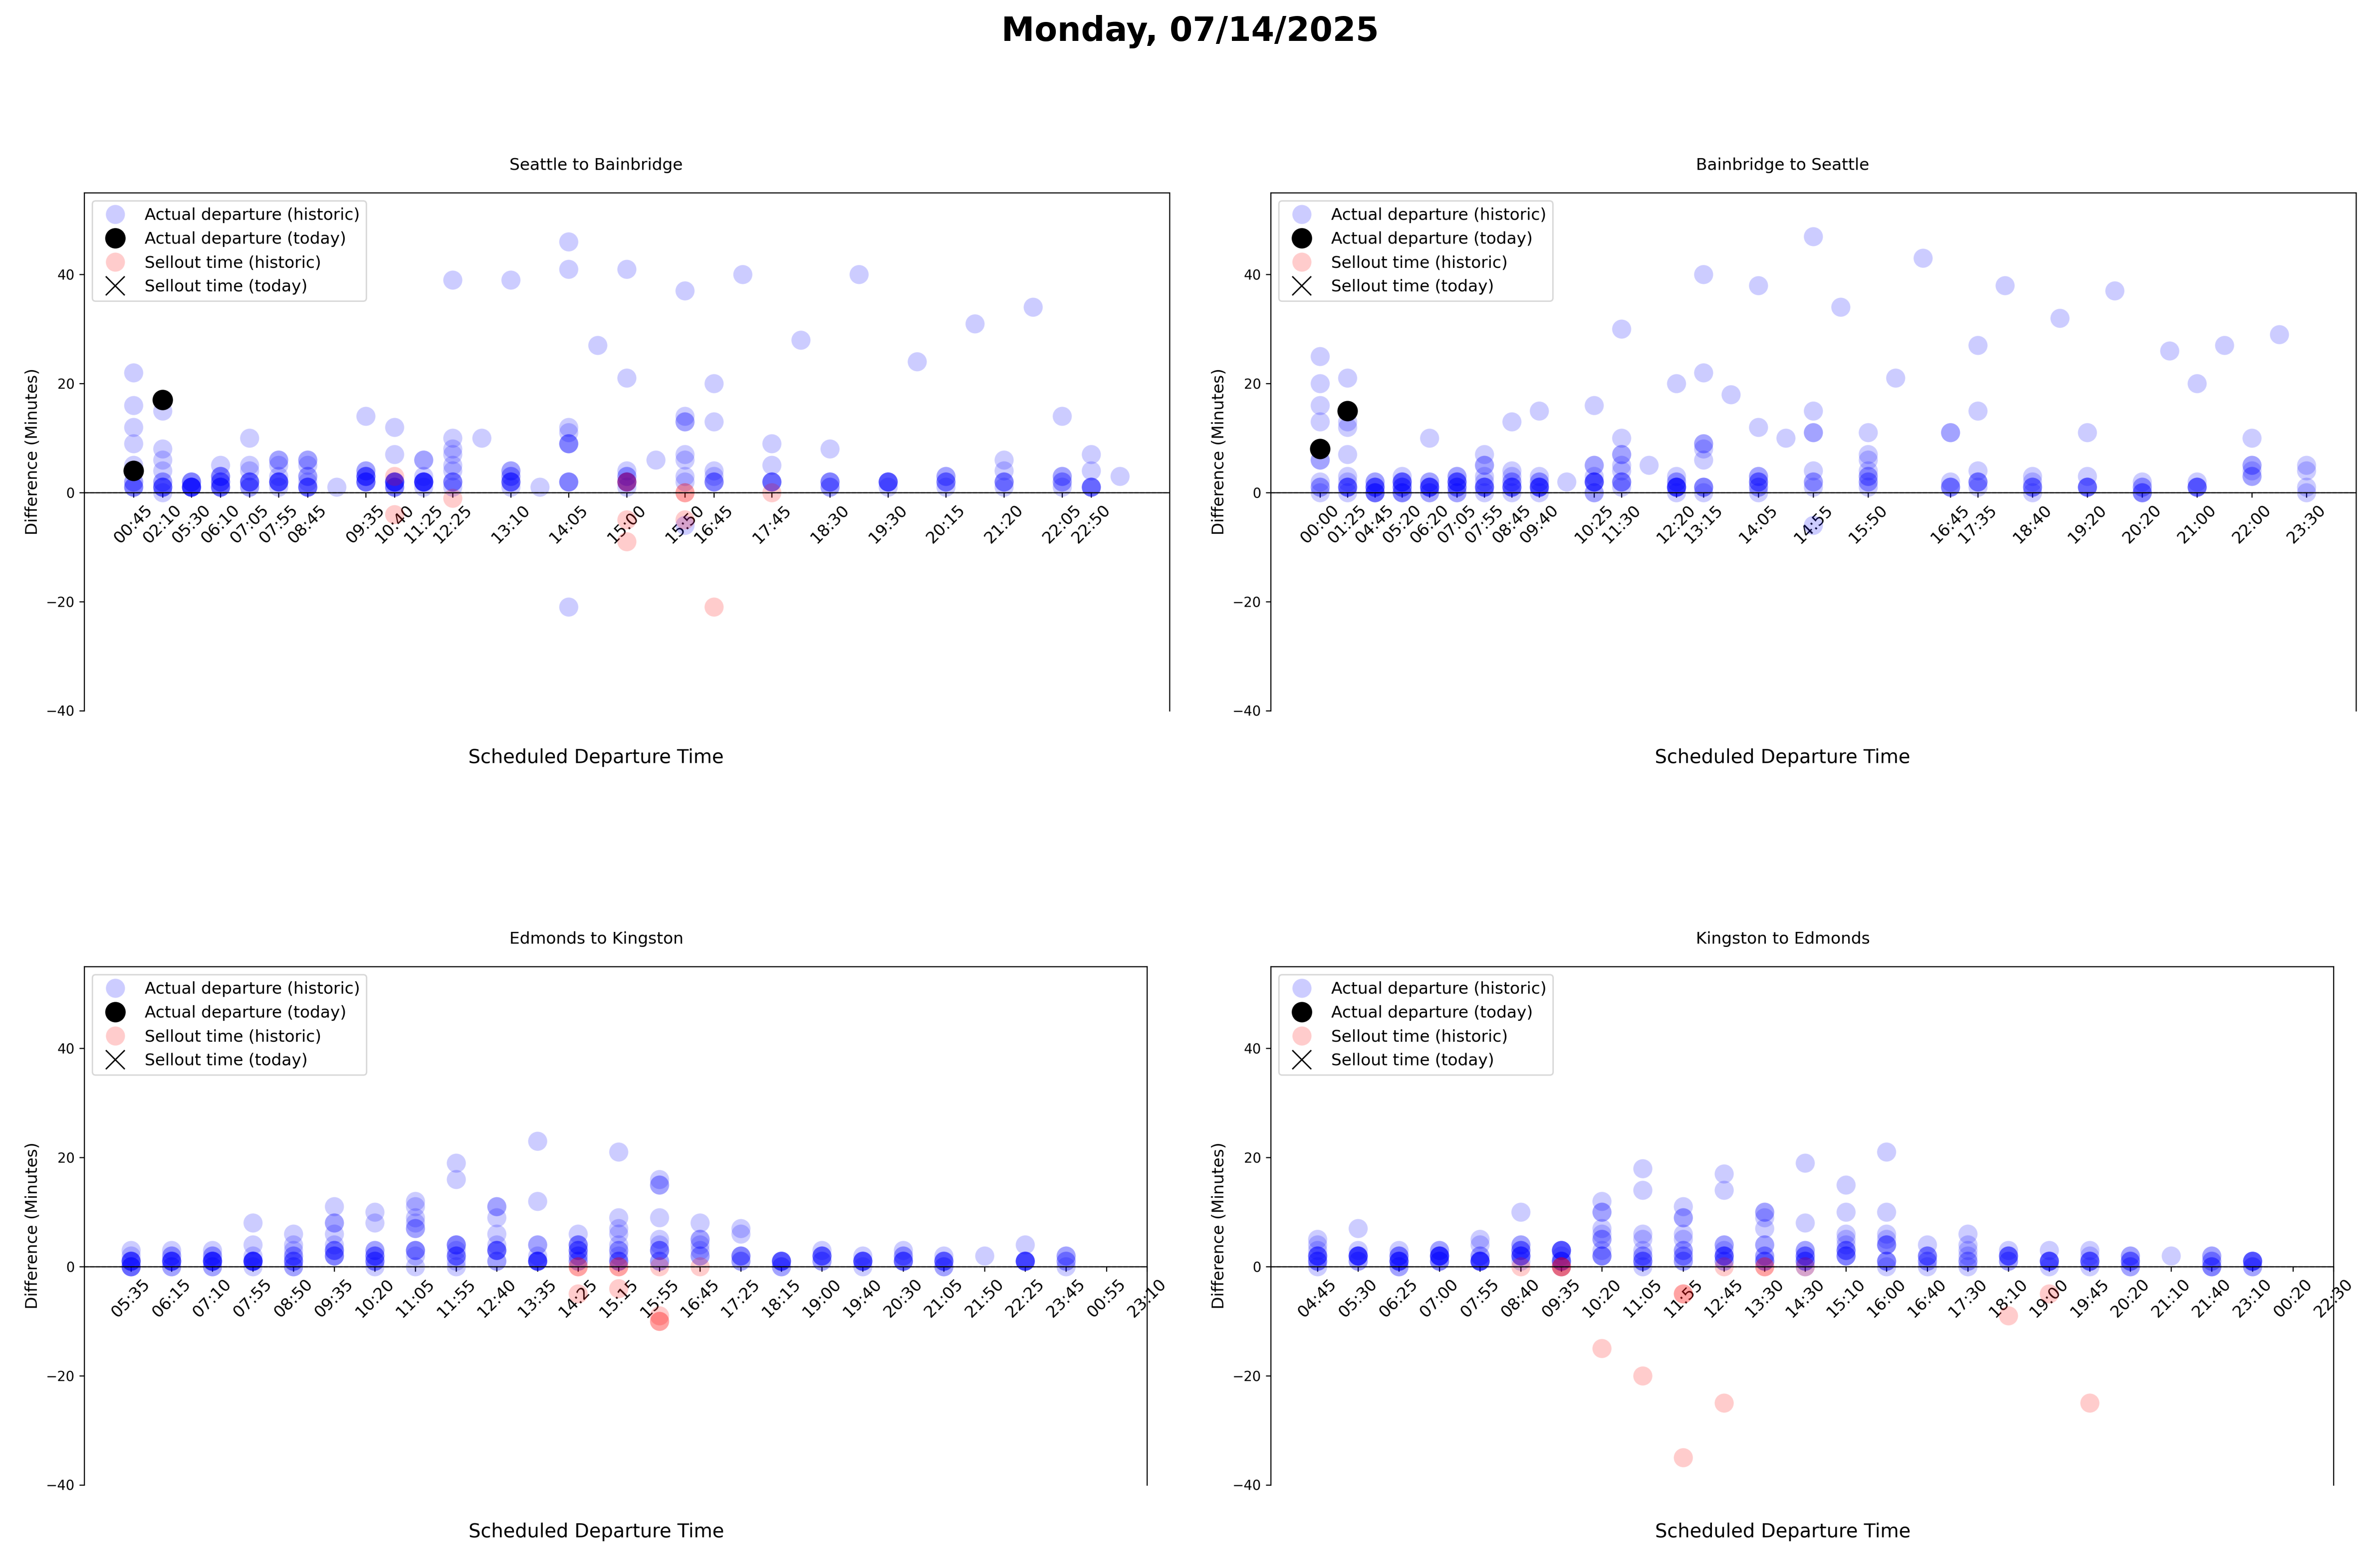 Monday, 07/14/2025
Seattle to Bainbridge
Actual departure (historic)
Actual departure (today)
Sellout time (historic)
Sellout time (today)
Difference (Minutes)
40
20
0
−20
−40
00:45 02:10 05:30 06:10 07:05 07:55 08:45 09:35 10:40 11:25 12:25 13:10 14:05 15:00 15:50 16:45 17:45 18:30 19:30 20:15 21:20 22:05 22:50
Scheduled Departure Time
Bainbridge to Seattle
Actual departure (historic)
Actual departure (today)
Sellout time (historic)
Sellout time (today)
Difference (Minutes)
40
20
0
−20
−40
00:00 01:25 04:45 05:20 06:20 07:05 07:55 08:45 09:40 10:25 11:30 12:20 13:15 14:05 14:55 15:50 16:45 17:35 18:40 19:20 20:20 21:00 22:00 23:30
Scheduled Departure Time
Edmonds to Kingston
Actual departure (historic)
Actual departure (today)
Sellout time (historic)
Sellout time (today)
Difference (Minutes)
40
20
0
−20
−40
05:35 06:15 07:10 07:55 08:50 09:35 10:20 11:05 11:55 12:40 13:35 14:25 15:15 15:55 16:45 17:25 18:15 19:00 19:40 20:30 21:05 21:50 22:25 23:45 00:55 23:10
Scheduled Departure Time
Kingston to Edmonds
Actual departure (historic)
Actual departure (today)
Sellout time (historic)
Sellout time (today)
Difference (Minutes)
40
20
0
−20
−40
04:45 05:30 06:25 07:00 07:55 08:40 09:35 10:20 11:05 11:55 12:45 13:30 14:30 15:10 16:00 16:40 17:30 18:10 19:00 19:45 20:20 21:10 21:40 23:10 00:20 22:30
Scheduled Departure Time